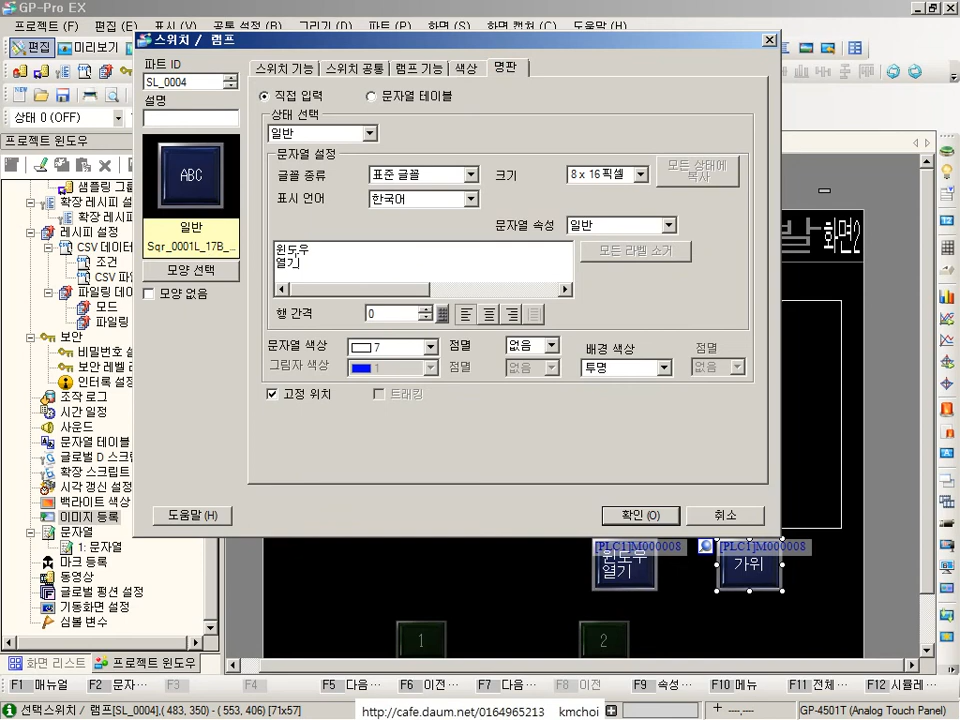 GP-Pro EX
프로젝트 (F) 편집 (E) 표시 (V) 공통 설정 (B) 그리기 (D) 파트 (P) 화면 (S) 화면 캡처 (C) 도움말 (H)
편집 미리보기
상태 0 (OFF)
프로젝트 윈도우
샘플링 그룹
확장 레시피
확장 레시피
레시피 설정
CSV 데이터
조건
CSV 파일
파일링 데이
모드
파일링
보안
비밀번호 설
보안 레벨
인터록 설정
조작 로그
시간 일정
사운드
문자열 테이블
글로벌 D 스크
확장 스크립트
시각 갱신 설정
백라이트 색상
이미지 등록
문자열
1: 문자열
마크 등록
동영상
글로벌 펑션 설정
기동화면 설정
심볼 변수
화면 리스트 프로젝트 윈도우
스위치 / 램프
파트 ID
SL_0004
설명
ABC
일반
Sqr_0001L_17B_...
모양 선택
모양 없음
도움말 (H)
스위치 기능 스위치 공통 램프 기능 색상 명판
직접 입력 문자열 테이블
상태 선택
일반
문자열 설정
글꼴 종류 표준 글꼴 크기 8 x 16 픽셀 모든 상태에 복사
표시 언어 한국어
문자열 속성 일반
윈도우
열기
모든 라벨 소거
행 간격 0
문자열 색상 7 점멸 없음 배경 색상 점멸
그림자 색상 1 점멸 없음 투명 없음
고정 위치 트래킹
확인 (O) 취소
발 화면2
[PLC1]M000008 [PLC1]M000008
윈도우
열기
가위
1 2
F1 매뉴얼 F2 문자… F3 F4 F5 다음… F6 이전… F7 다음… F8 이전 F9 속성… F10 메뉴 F11 전체… F12 시뮬레…
선택스위치 / 램프[SL_0004],( 483, 350) - ( 553, 406) [71x57] http://cafe.daum.net/0164965213 kmchoi ----,---- GP-4501T (Analog Touch Panel)